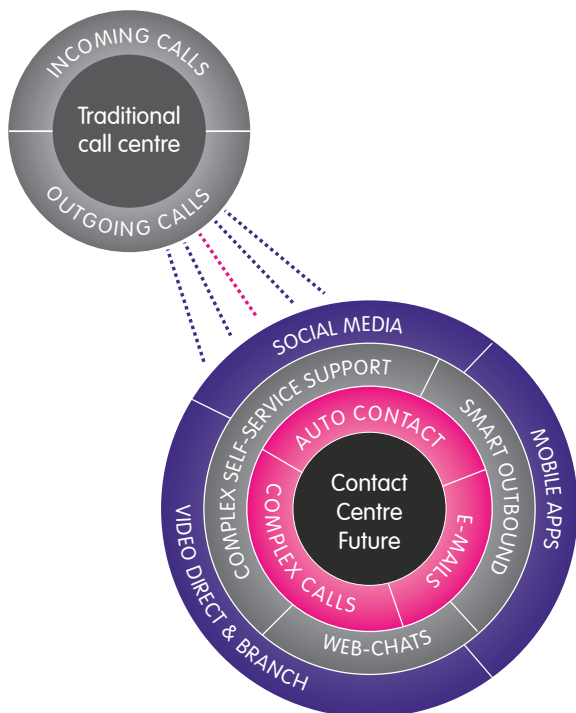 INCOMING CALLS
Traditional
call centre
OUTGOING CALLS
SOCIAL MEDIA
COMPLEX SELF-SERVICE SUPPORT
SMART OUTBOUND
MOBILE APPS
AUTO CONTACT
Contact
Centre
Future
COMPLEX CALLS
E-MAILS
WEB-CHATS
VIDEO DIRECT & BRANCH